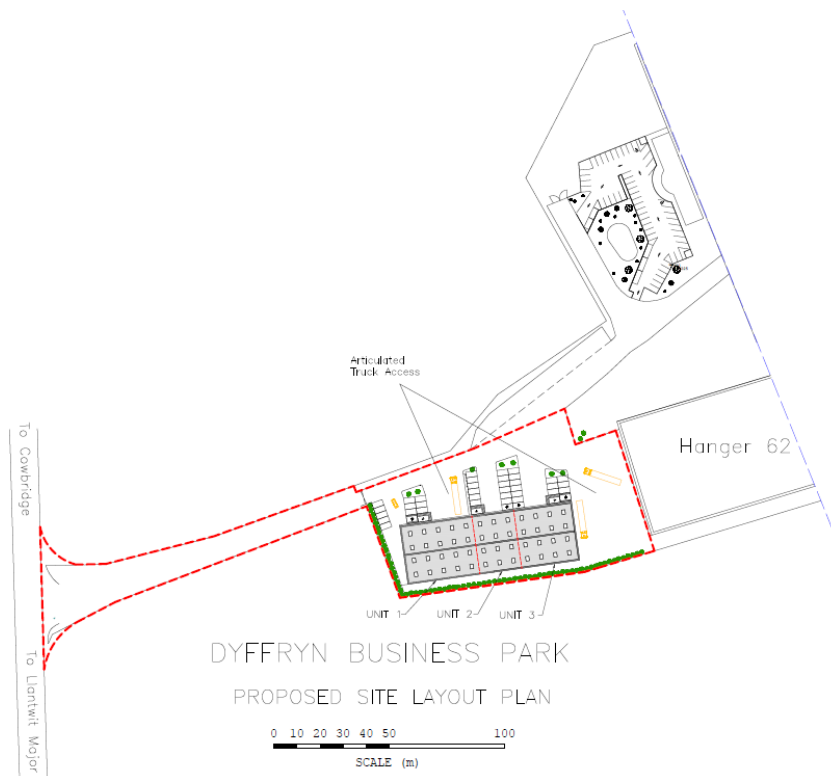 Articulated
Truck Access
Hanger 62
To Cowbridge
To Llantwit Major
UNIT 1
UNIT 2
UNIT 3
DYFFRYN BUSINESS PARK
PROPOSED SITE LAYOUT PLAN
0 10 20 30 40 50 100
SCALE (m)